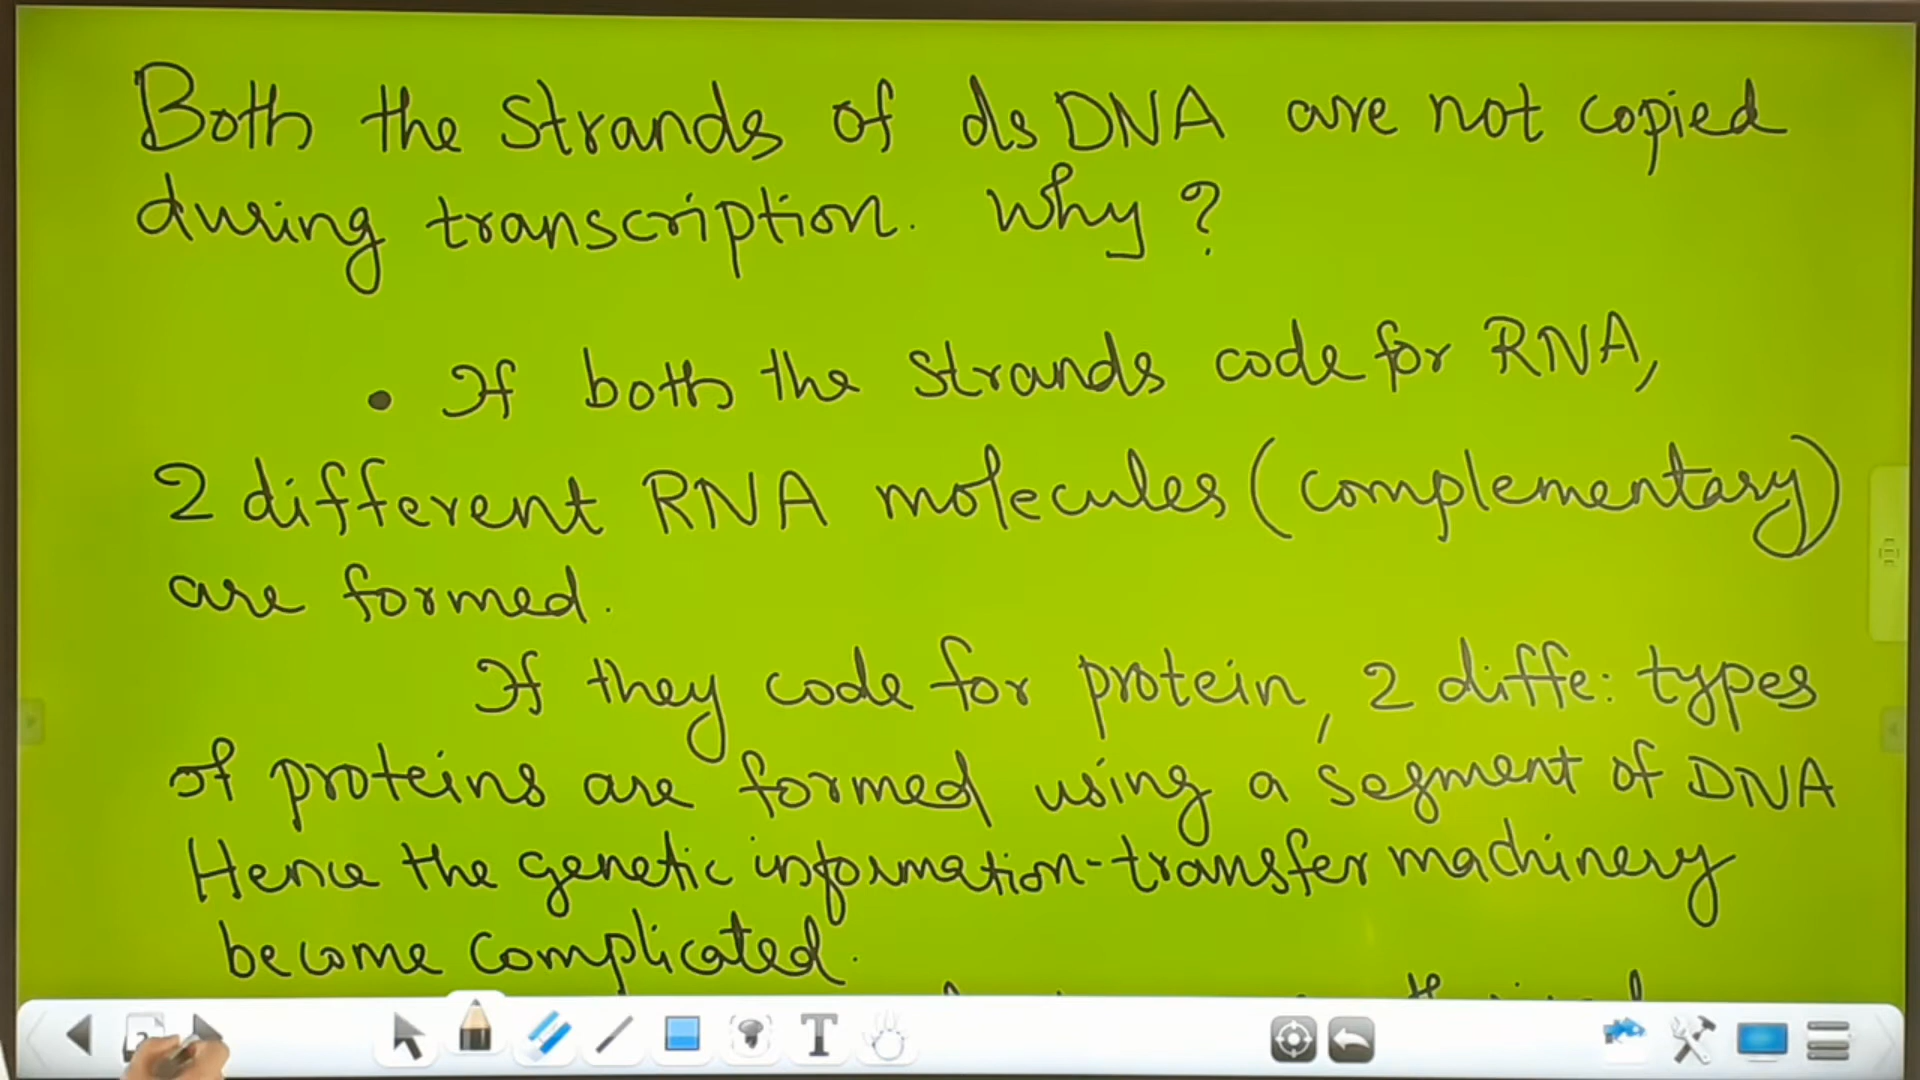 Both the strands of dsDNA are not copied
during transcription. Why?
• If both the strands code for RNA,
2 different RNA molecules (complementary)
are formed.
If they code for protein, 2 diffe: types
of proteins are formed using a segment of DNA
Hence the genetic information-transfer machinery
become complicated.